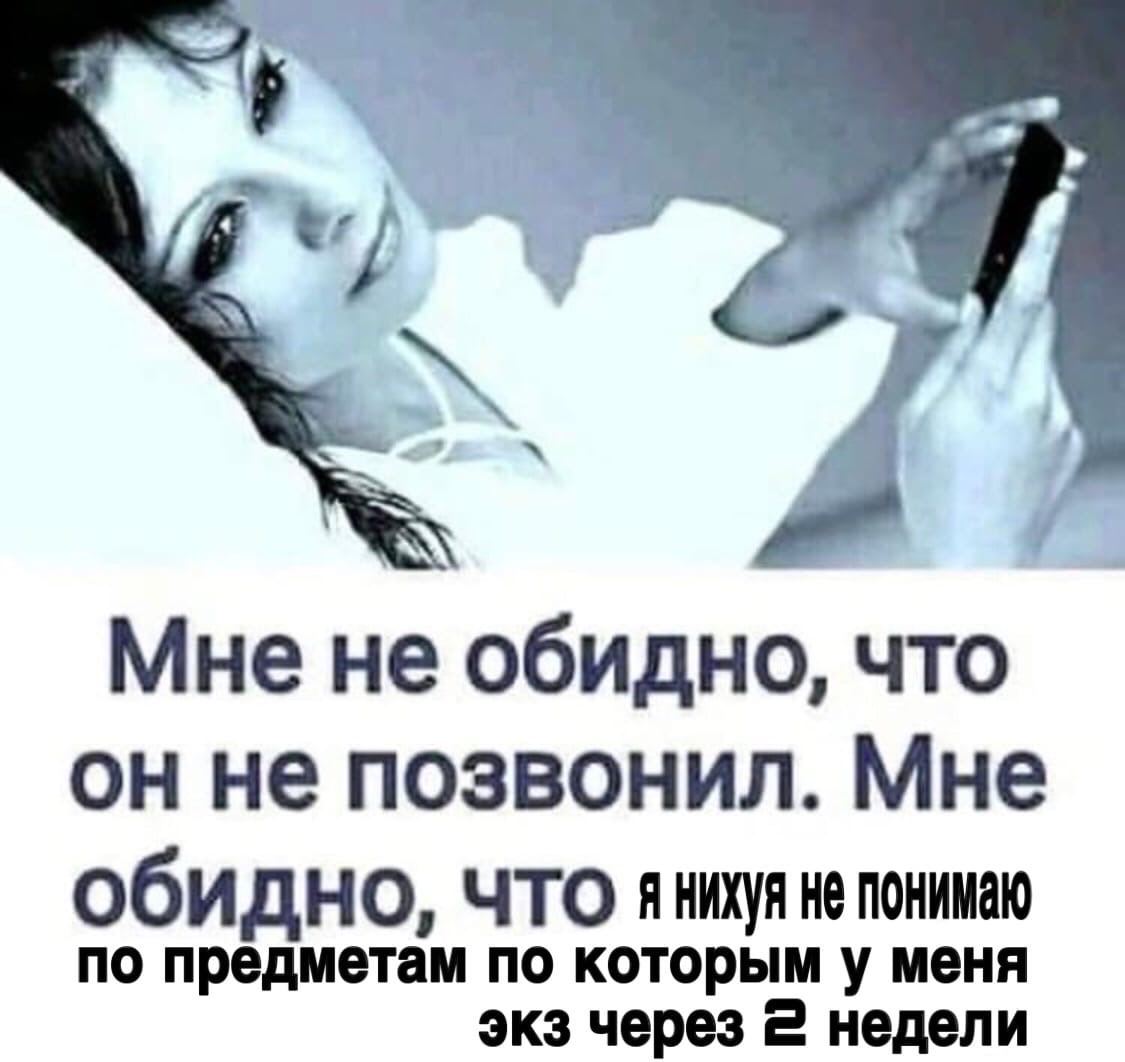 Мне не обидно, что
он не позвонил. Мне
обидно, что я нихуя не понимаю
по предметам по которым у меня
экз через 2 недели